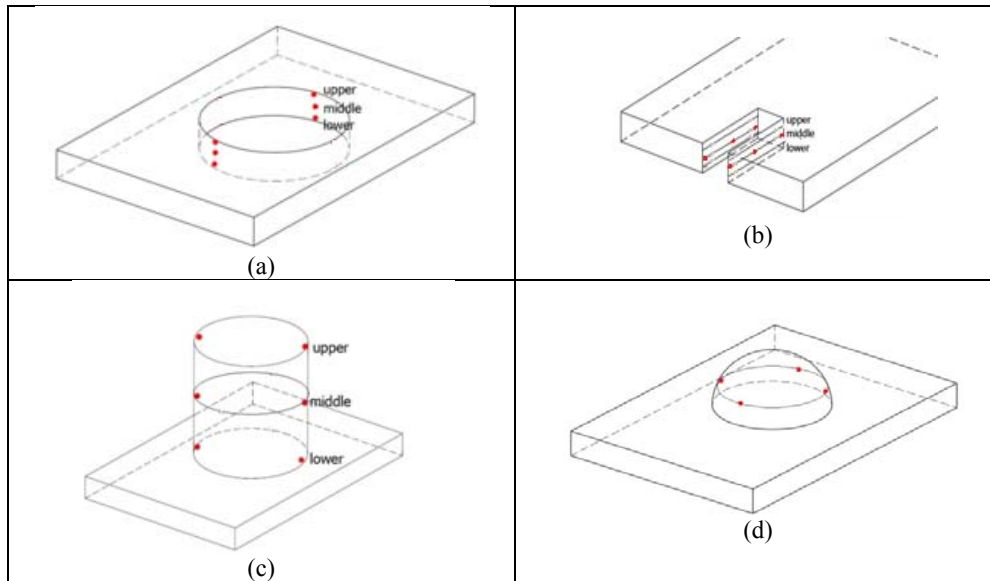 upper
middle
lower
(a)
upper
middle
lower
(b)
upper
middle
lower
(c)
(d)